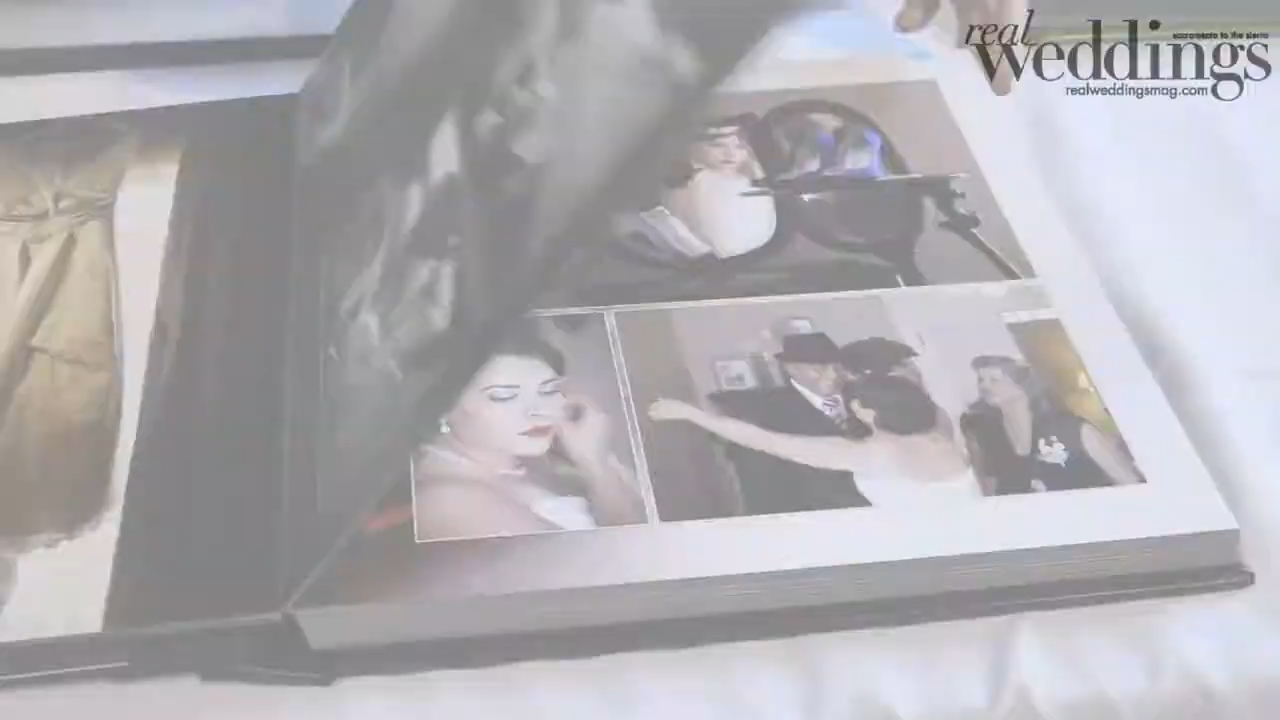 real
sacramento to the sierra
weddings
realweddingsmag.com